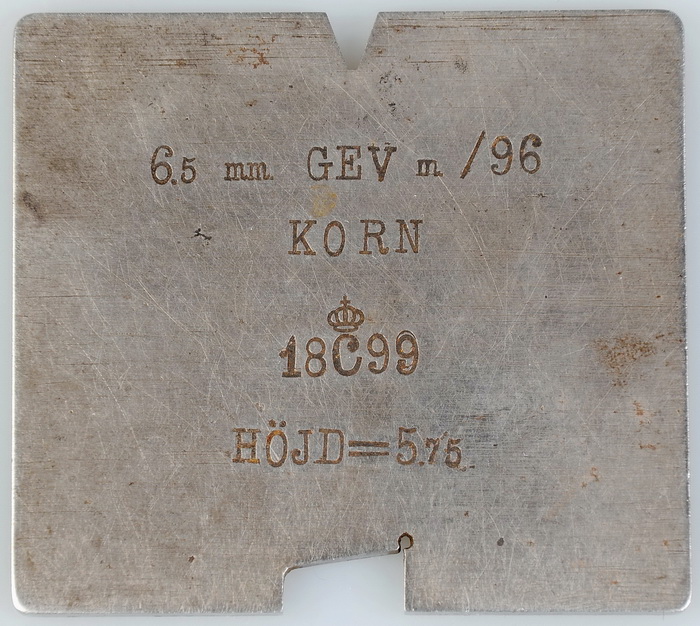 6.5 mm. GEV m/96
KORN
18C99
HÖJD=5.75.